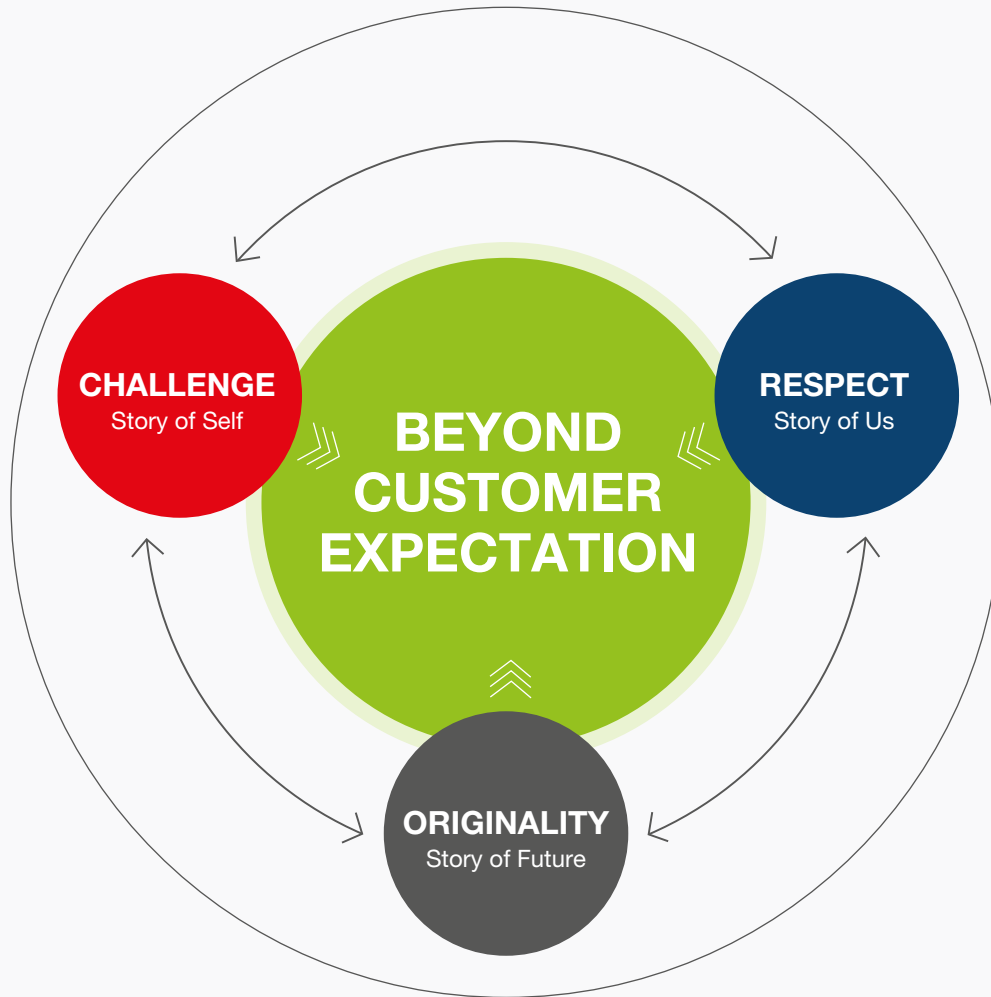 CHALLENGE
Story of Self
RESPECT
Story of Us
BEYOND
CUSTOMER
EXPECTATION
ORIGINALITY
Story of Future